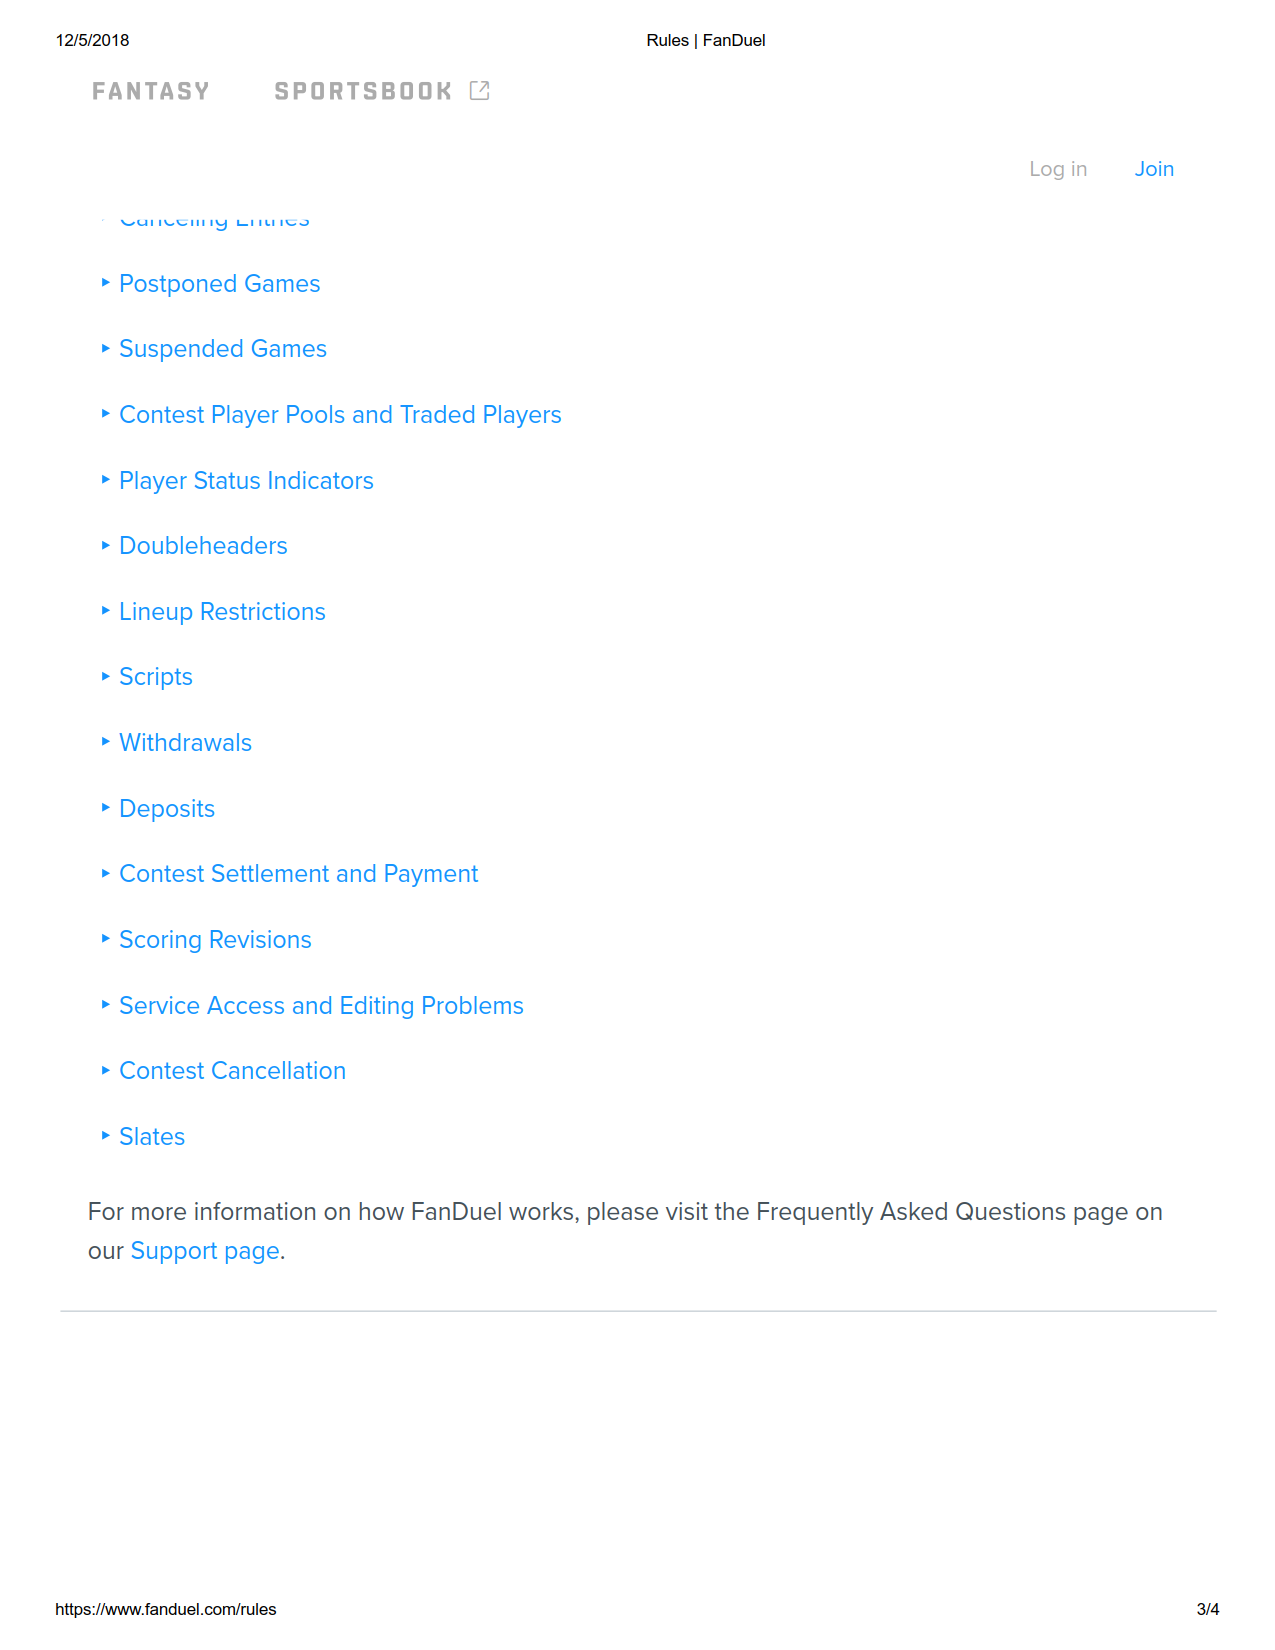 12/5/2018 Rules | FanDuel
FANTASY SPORTSBOOK
Log in Join
Canceling Entries
Postponed Games
Suspended Games
Contest Player Pools and Traded Players
Player Status Indicators
Doubleheaders
Lineup Restrictions
Scripts
Withdrawals
Deposits
Contest Settlement and Payment
Scoring Revisions
Service Access and Editing Problems
Contest Cancellation
Slates
For more information on how FanDuel works, please visit the Frequently Asked Questions page on
our Support page.
https://www.fanduel.com/rules 3/4